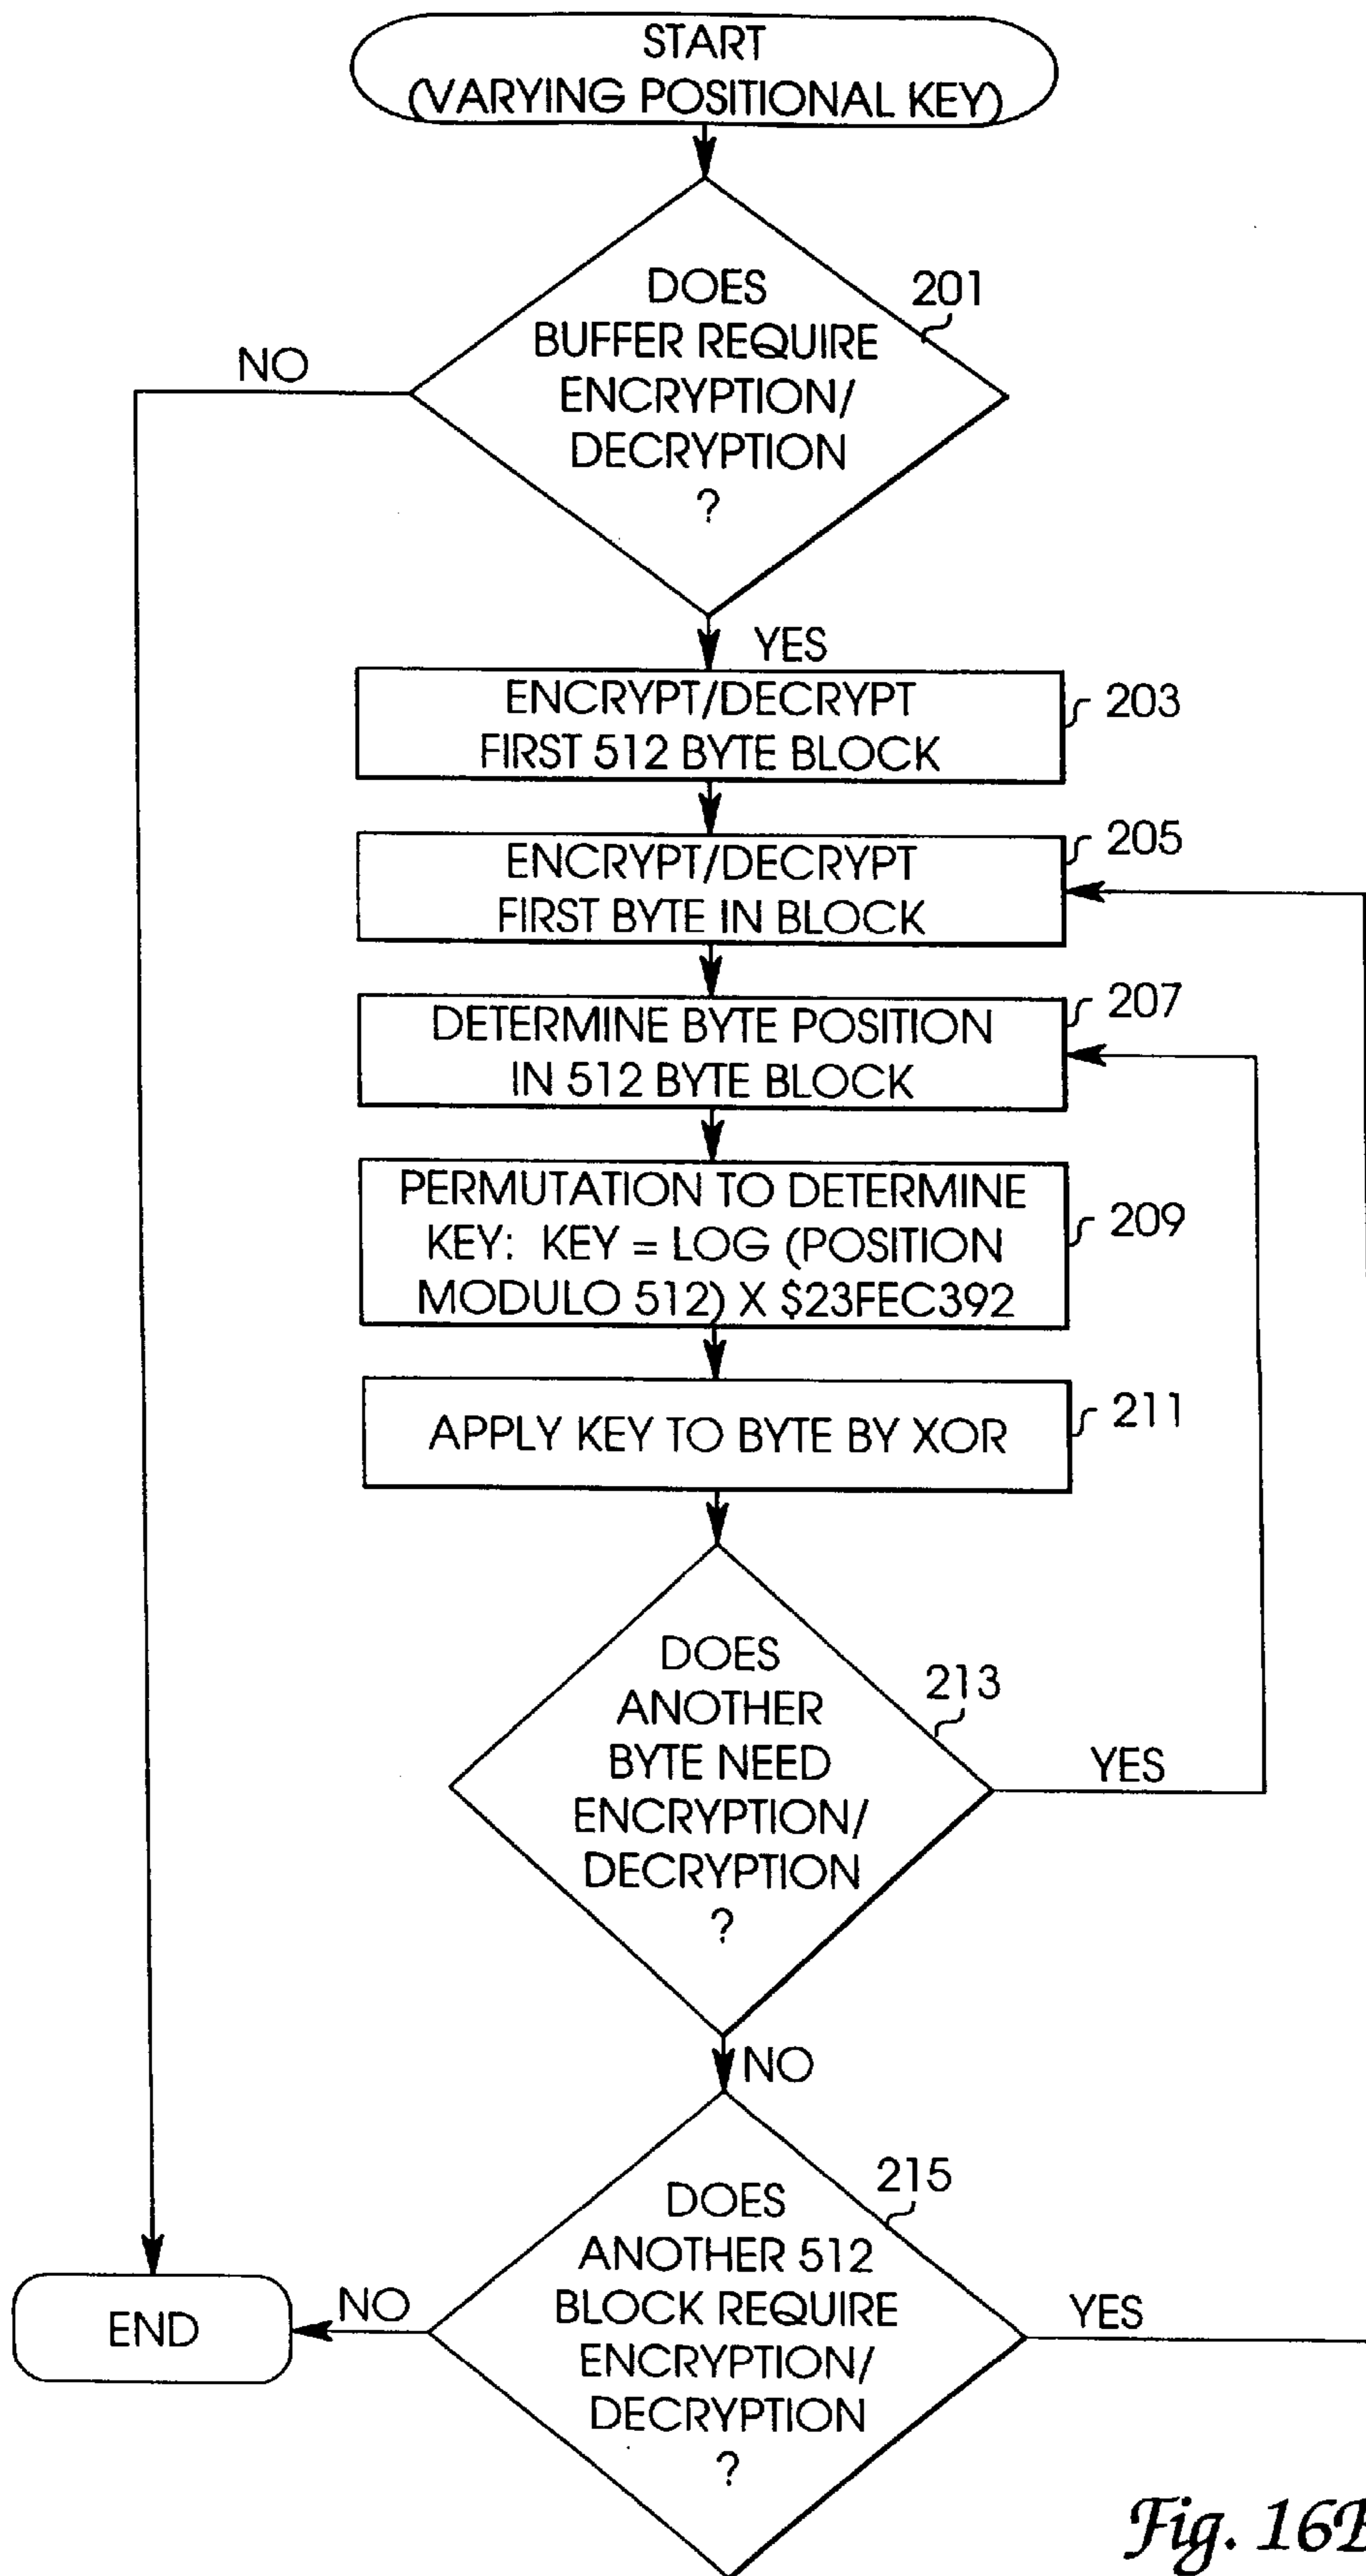 START
(VARYING POSITIONAL KEY)
DOES
BUFFER REQUIRE
ENCRYPTION/
DECRYPTION
?
201
NO
YES
ENCRYPT/DECRYPT
FIRST 512 BYTE BLOCK
203
ENCRYPT/DECRYPT
FIRST BYTE IN BLOCK
205
DETERMINE BYTE POSITION
IN 512 BYTE BLOCK
207
PERMUTATION TO DETERMINE
KEY: KEY = LOG (POSITION
MODULO 512) X $23FEC392
209
APPLY KEY TO BYTE BY XOR
211
DOES
ANOTHER
BYTE NEED
ENCRYPTION/
DECRYPTION
?
213
YES
NO
DOES
ANOTHER 512
BLOCK REQUIRE
ENCRYPTION/
DECRYPTION
?
215
YES
NO
END
Fig. 16B